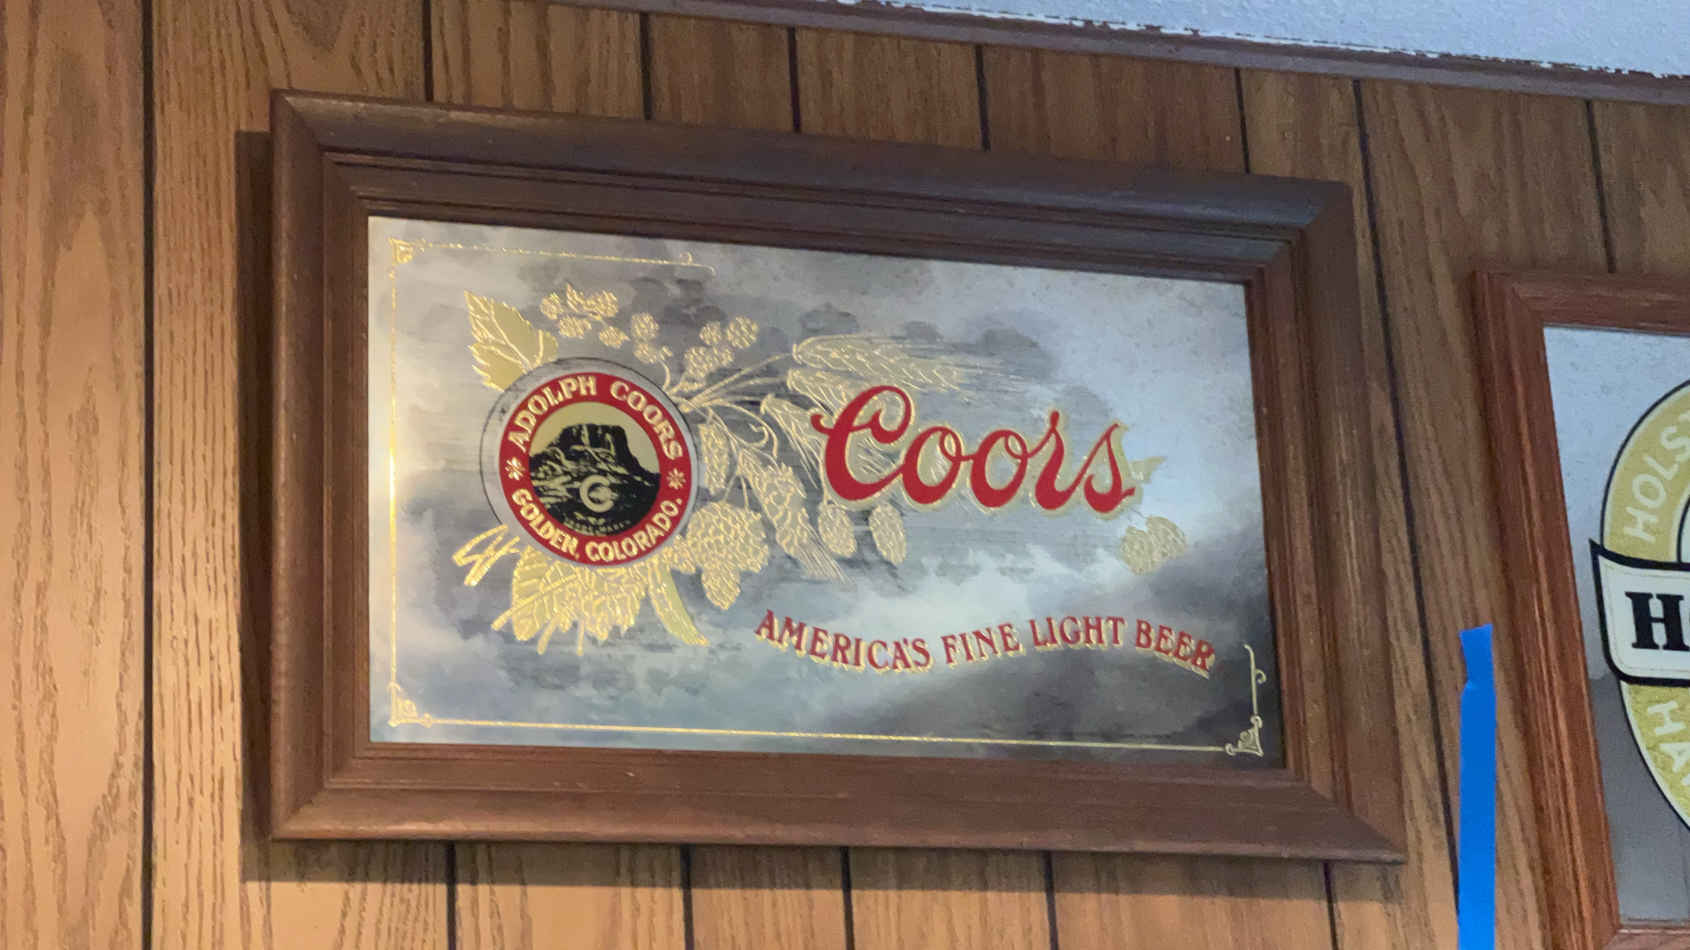 ADOLPH COORS
Coors
GOLDEN, COLORADO.
AMERICA'S FINE LIGHT BEER